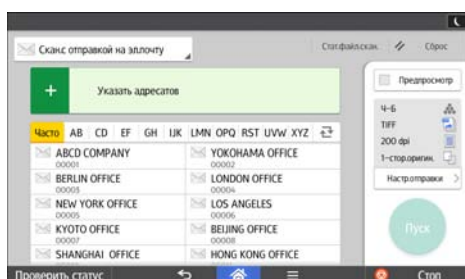 Скан.с отправкой на эл.почту
Стат.файл.скан.
Сброс
Указать адресатов
Предпросмотр
Часто AB CD EF GH IJK LMN OPQ RST UVW XYZ
Ч-Б
TIFF
200 dpi
1-стор.оригин.
Настр.отправки
ABCD COMPANY
00001
YOKOHAMA OFFICE
00002
BERLIN OFFICE
00003
LONDON OFFICE
00004
NEW YORK OFFICE
00005
LOS ANGELES
00006
KYOTO OFFICE
00007
BEIJING OFFICE
00008
SHANGHAI OFFICE
HONG KONG OFFICE
Пуск
Проверить статус
Стоп